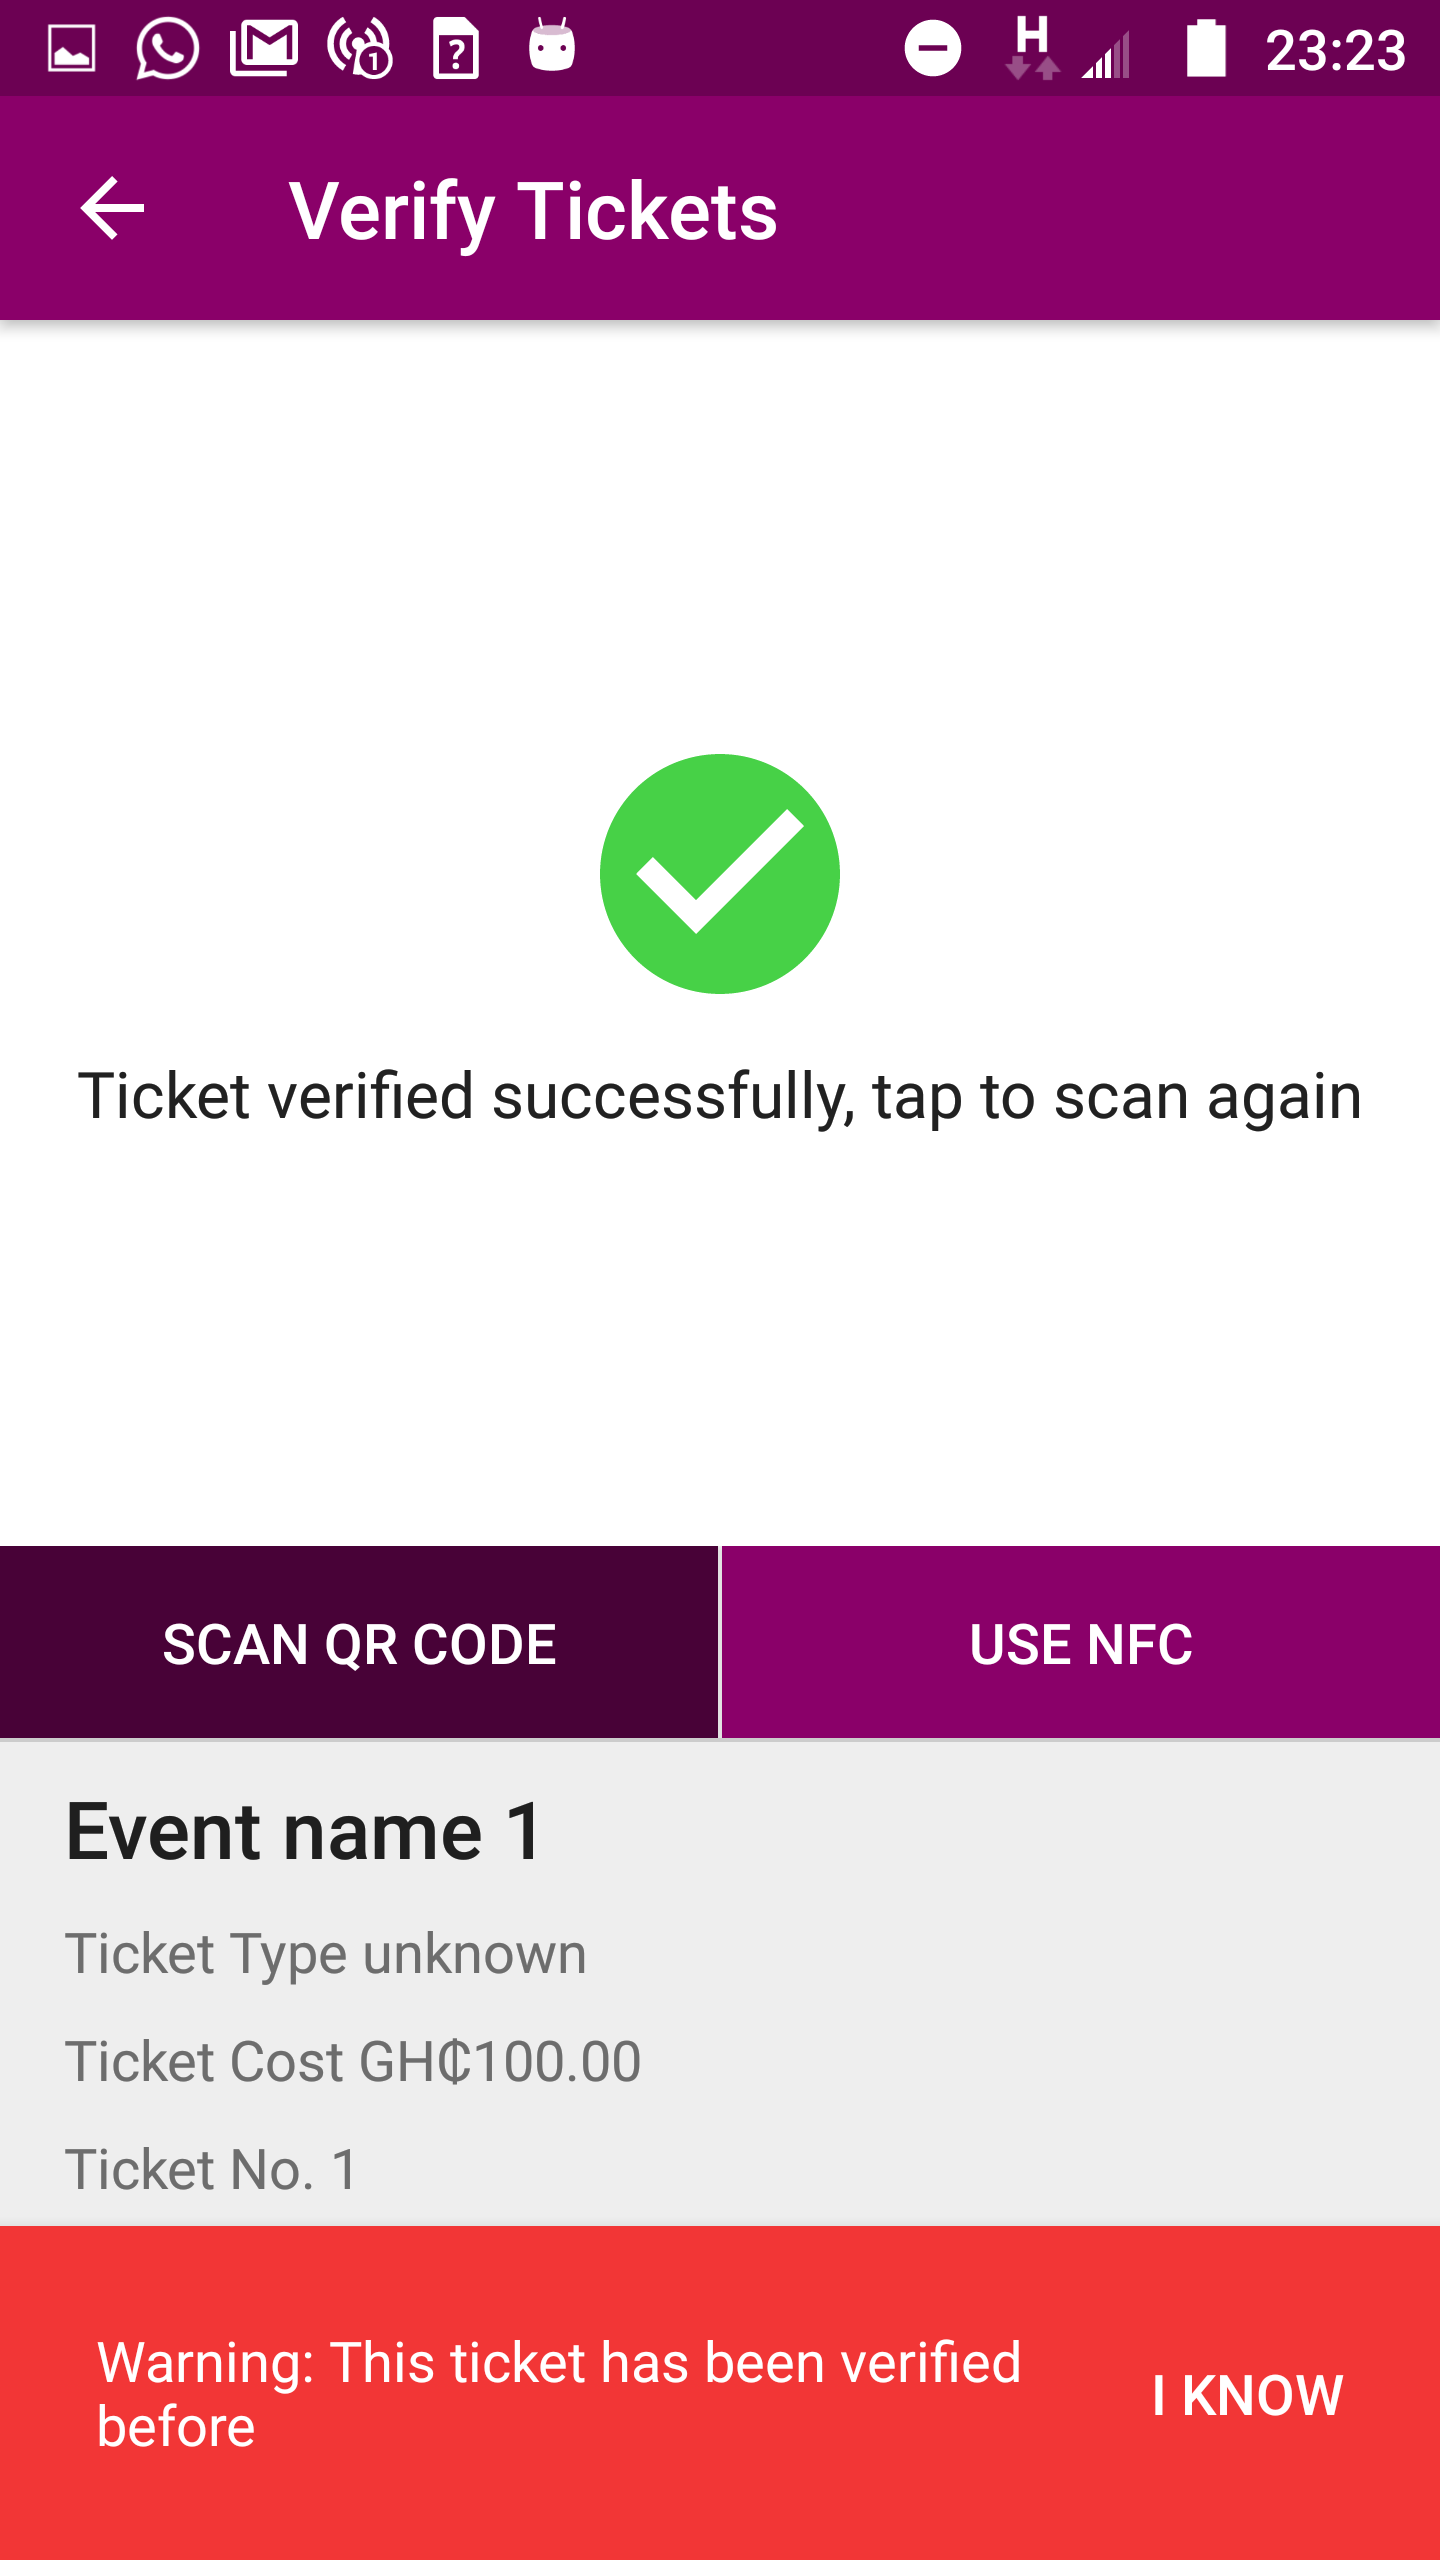 H
23:23
1
?
Verify Tickets
Ticket verified successfully, tap to scan again
SCAN QR CODE
USE NFC
Event name 1
Ticket Type unknown
Ticket Cost GH₵100.00
Ticket No. 1
Warning: This ticket has been verified
before
I KNOW